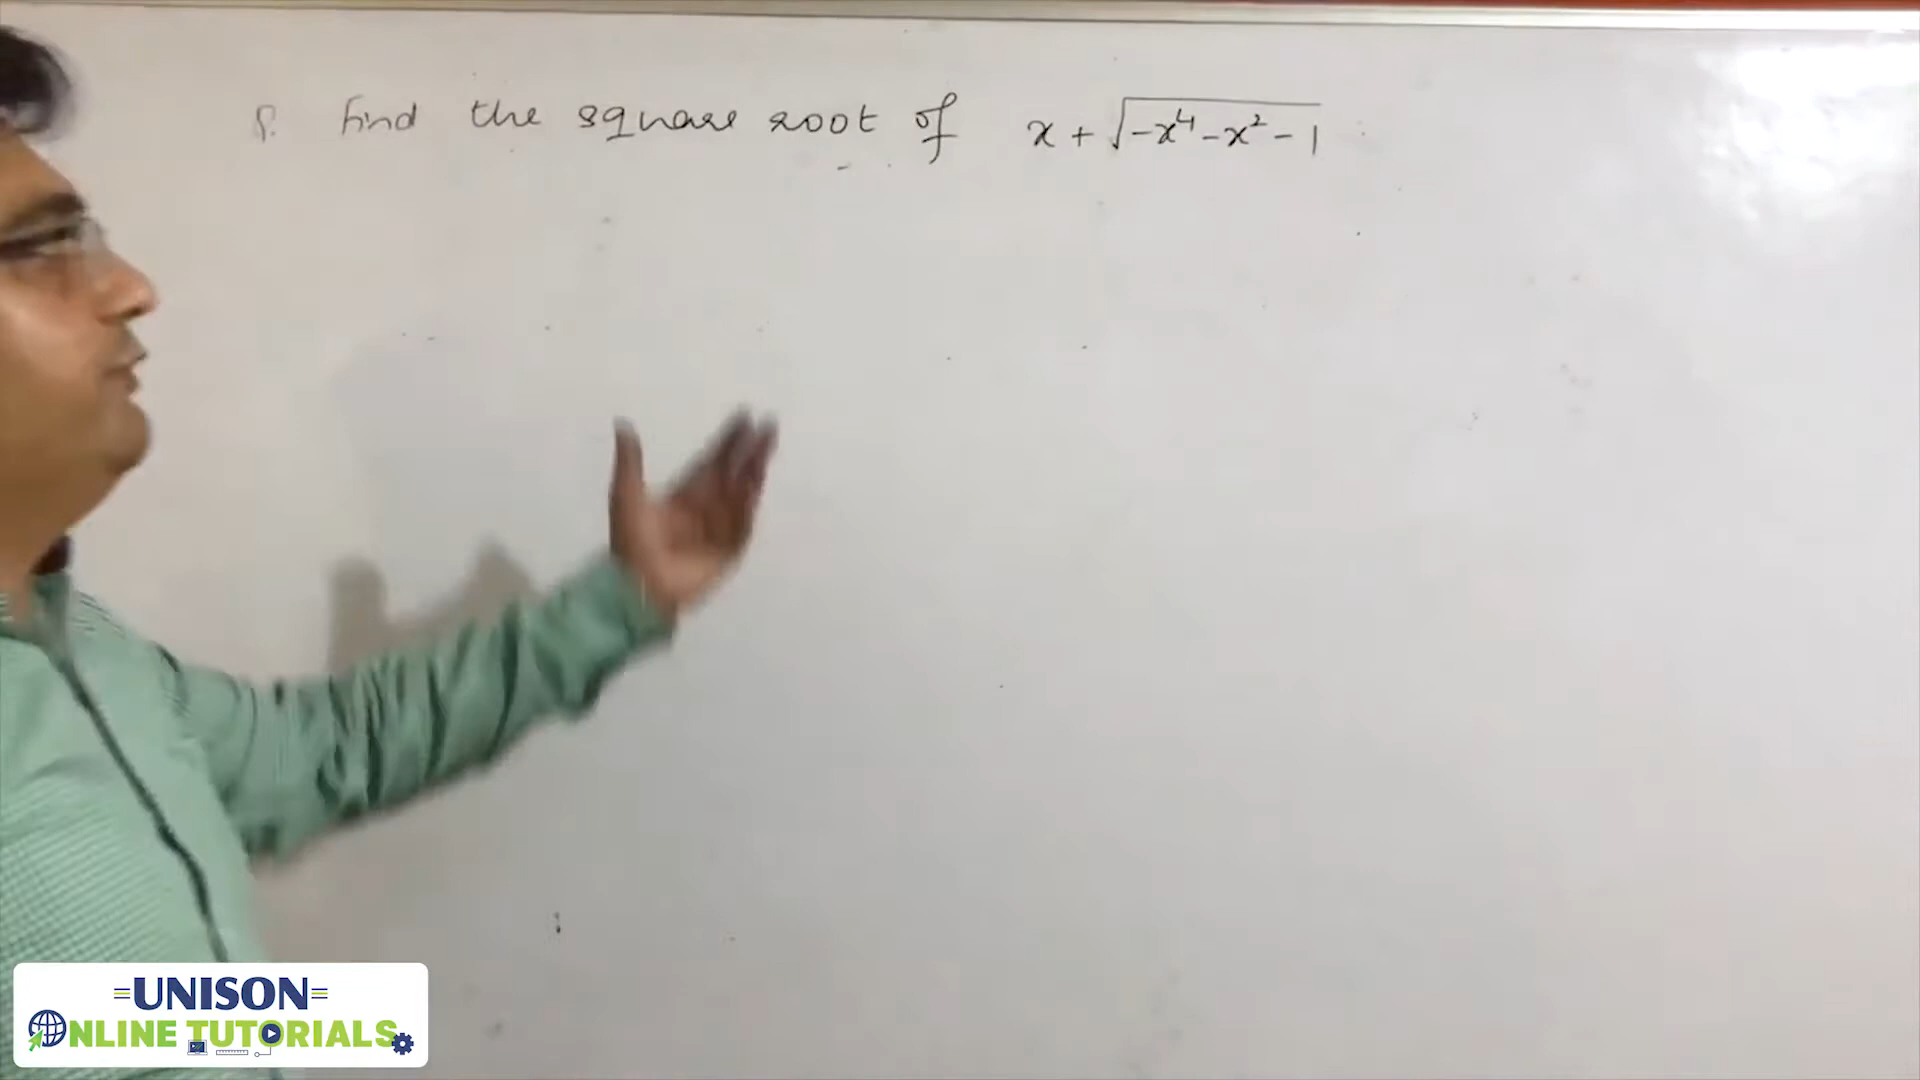 Q. Find the square root of x + √(-x⁴-x²-1)
UNISON
ONLINE TUTORIALS